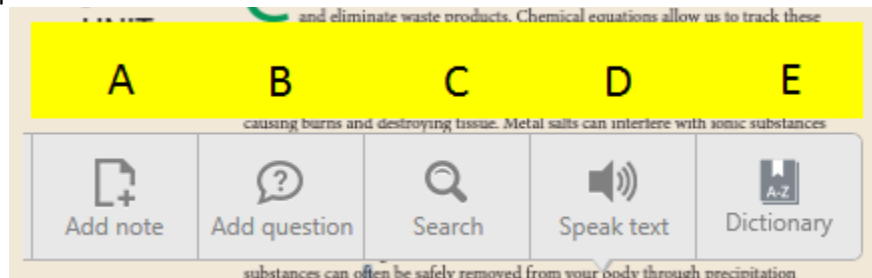 UNIT
and eliminate waste products. Chemical equations allow us to track these
A B C D E
causing burns and destroying tissue. Metal salts can interfere with ionic substances
Add note Add question Search Speak text A-Z Dictionary
substances can often be safely removed from your body through precipitation